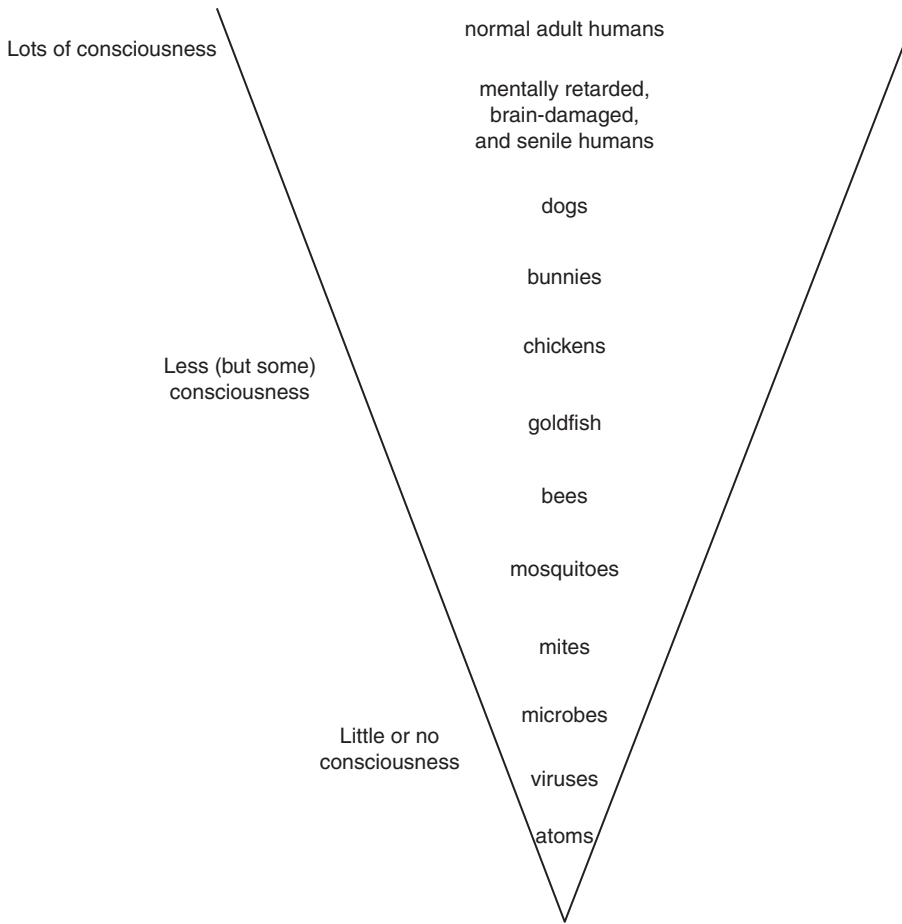 normal adult humans
Lots of consciousness
mentally retarded,
brain-damaged,
and senile humans
dogs
bunnies
chickens
Less (but some)
consciousness
goldfish
bees
mosquitoes
mites
microbes
Little or no
consciousness
viruses
atoms